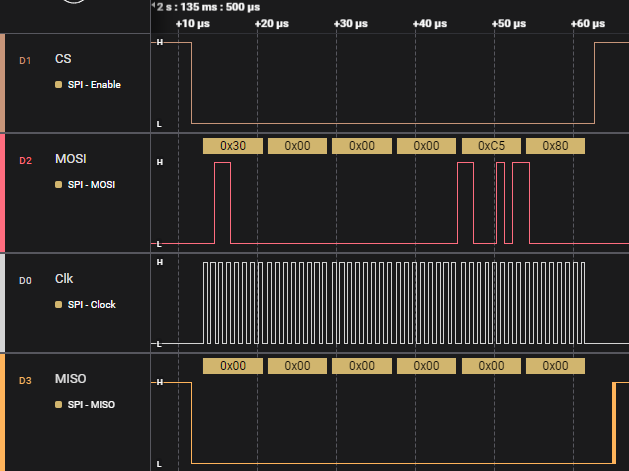 2 s : 135 ms : 500 µs
+10 µs +20 µs +30 µs +40 µs +50 µs +60 µs
D1 CS H
SPI - Enable
L
0x30 0x00 0x00 0x00 0xC5 0x80
D2 MOSI H
SPI - MOSI
L
D0 Clk H
SPI - Clock
L
0x00 0x00 0x00 0x00 0x00 0x00
D3 MISO H
SPI - MISO
L